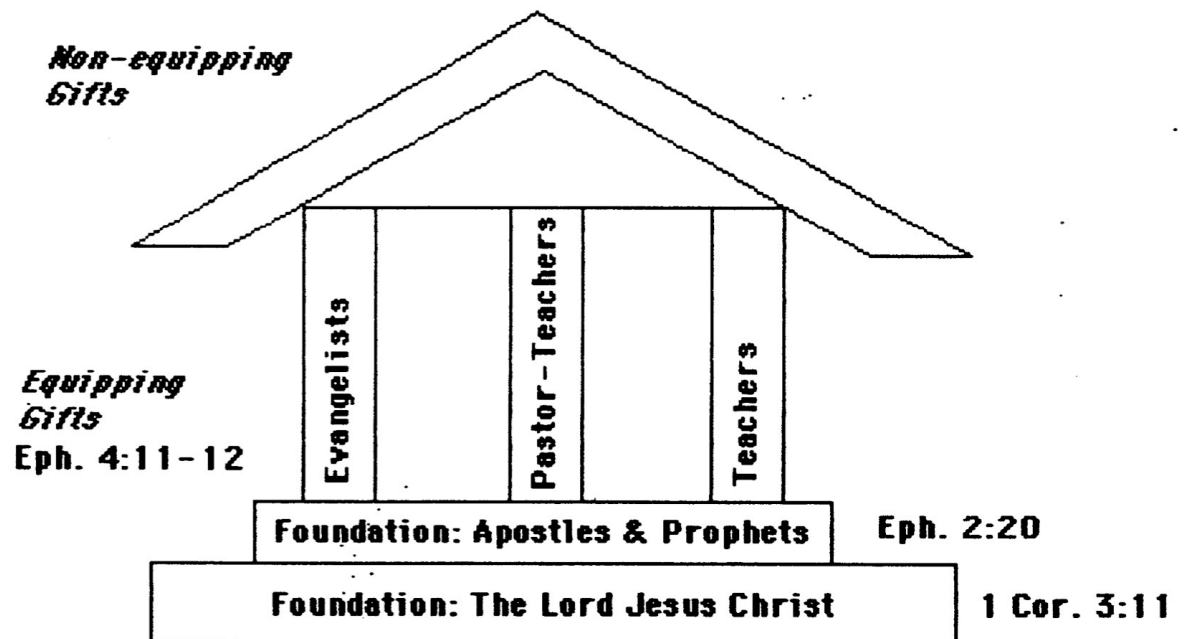 Non-equipping
Gifts
Equipping
Gifts
Eph. 4:11-12
Evangelists
Pastor-Teachers
Teachers
Foundation: Apostles & Prophets
Eph. 2:20
Foundation: The Lord Jesus Christ
1 Cor. 3:11